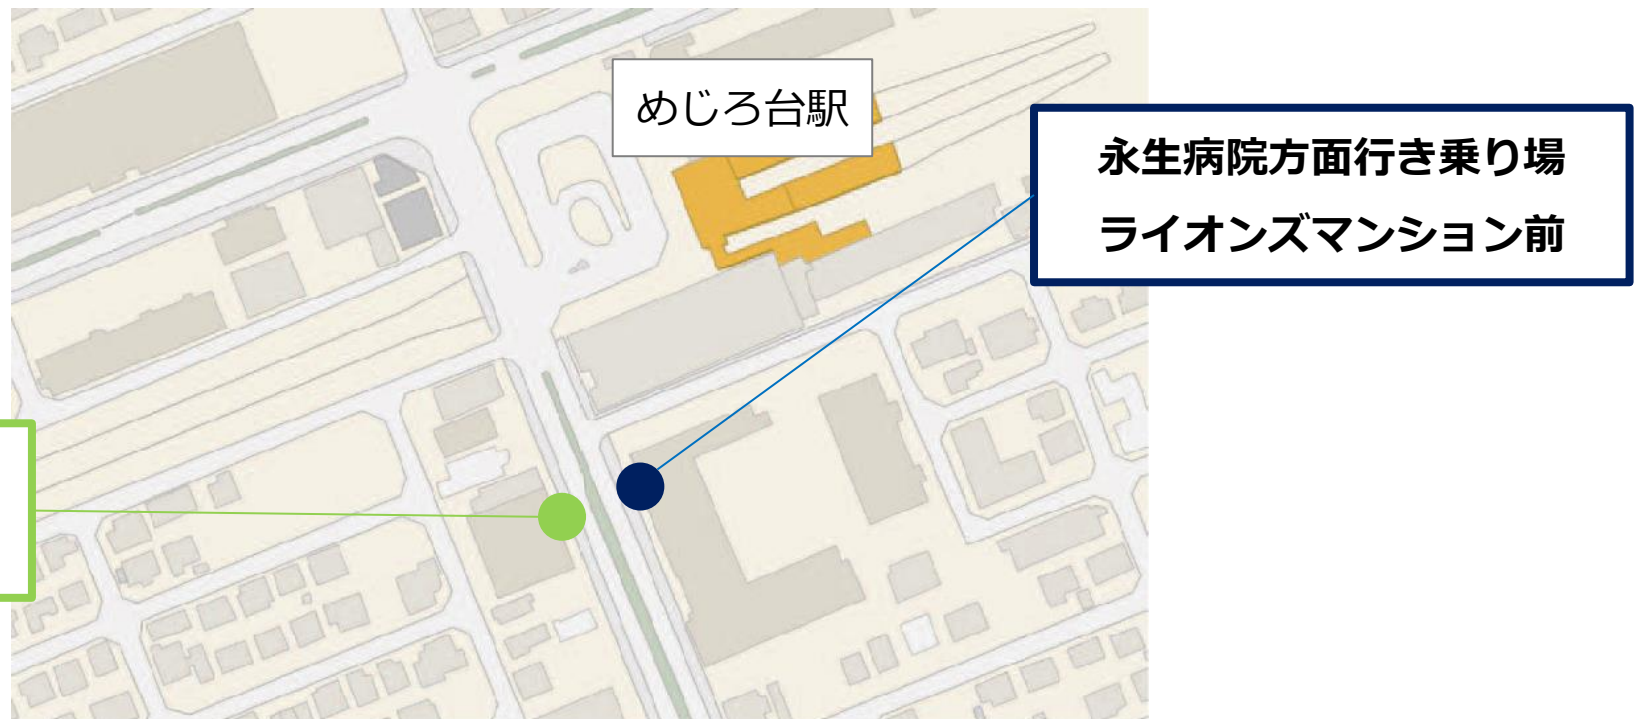 めじろ台駅
永生病院方面行き乗り場
ライオンズマンション前